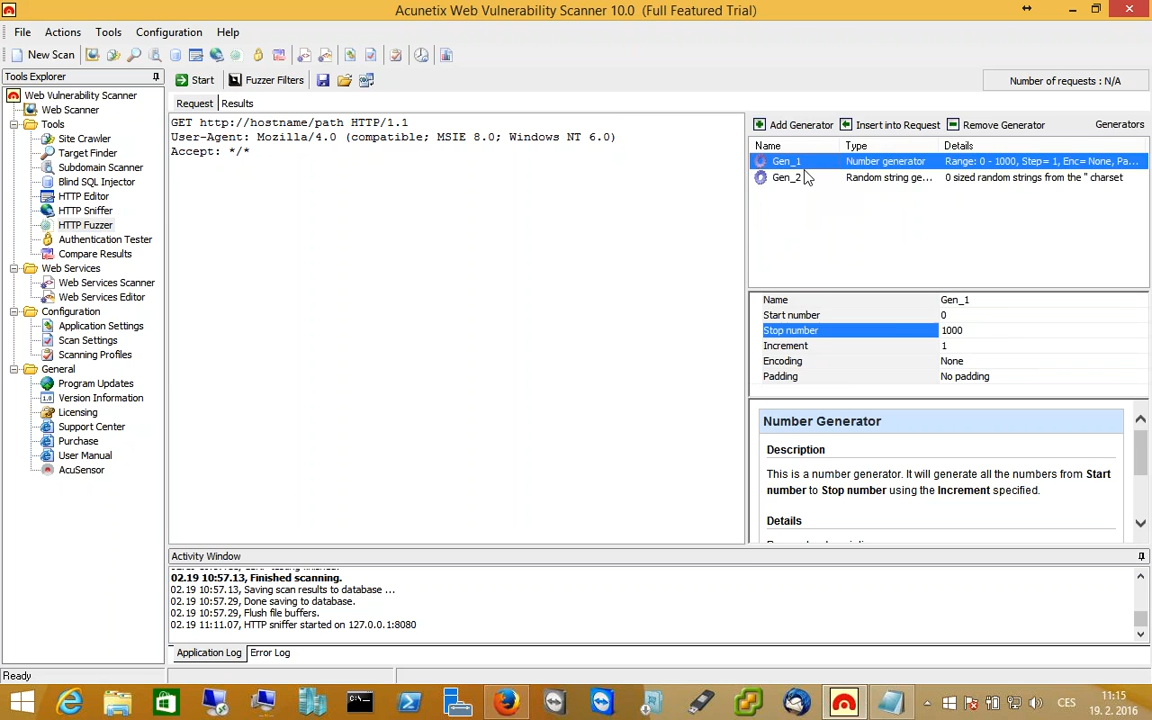 Acunetix Web Vulnerability Scanner 10.0 (Full Featured Trial)
File Actions Tools Configuration Help
New Scan
Tools Explorer
Web Vulnerability Scanner
Web Scanner
Tools
Site Crawler
Target Finder
Subdomain Scanner
Blind SQL Injector
HTTP Editor
HTTP Sniffer
HTTP Fuzzer
Authentication Tester
Compare Results
Web Services
Web Services Scanner
Web Services Editor
Configuration
Application Settings
Scan Settings
Scanning Profiles
General
Program Updates
Version Information
Licensing
Support Center
Purchase
User Manual
AcuSensor
Start Fuzzer Filters Number of requests : N/A
Request Results
GET http://hostname/path HTTP/1.1
User-Agent: Mozilla/4.0 (compatible; MSIE 8.0; Windows NT 6.0)
Accept: */*
Add Generator Insert into Request Remove Generator Generators
Name Type Details
Gen_1 Number generator Range: 0 - 1000, Step= 1, Enc= None, Pa...
Gen_2 Random string ge... 0 sized random strings from the '' charset
Name Gen_1
Start number 0
Stop number 1000
Increment 1
Encoding None
Padding No padding
Number Generator
Description
This is a number generator. It will generate all the numbers from Start
number to Stop number using the Increment specified.
Details
Activity Window
02.19 10:57.13, Finished scanning.
02.19 10:57.13, Saving scan results to database ...
02.19 10:57.29, Done saving to database.
02.19 10:57.29, Flush file buffers.
02.19 11:11.07, HTTP sniffer started on 127.0.0.1:8080
Application Log Error Log
Ready
CES
11:15
19. 2. 2016